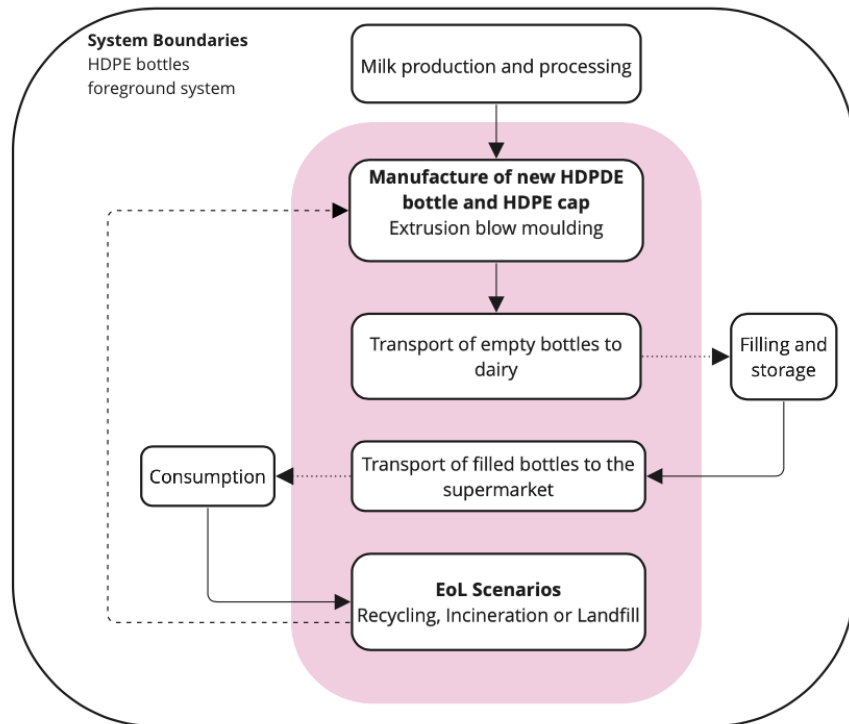 System Boundaries
HDPE bottles
foreground system
Milk production and processing
Manufacture of new HDPDE
bottle and HDPE cap
Extrusion blow moulding
Transport of empty bottles to
dairy
Filling and
storage
Consumption
Transport of filled bottles to the
supermarket
EoL Scenarios
Recycling, Incineration or Landfill